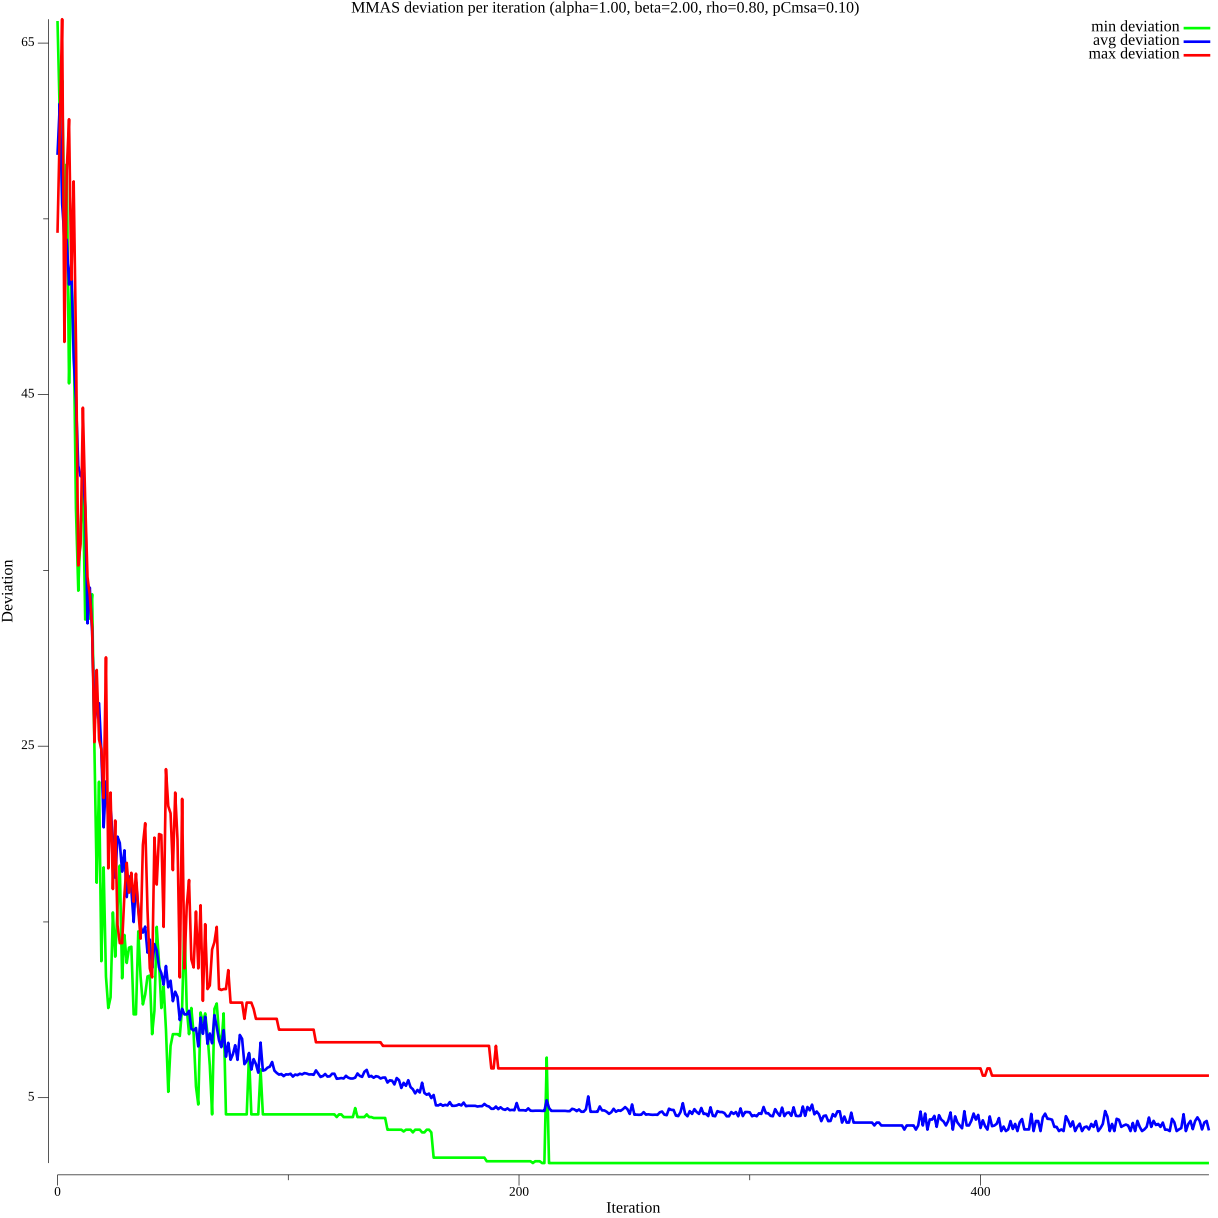 MMAS deviation per iteration (alpha=1.00, beta=2.00, rho=0.80, pCmsa=0.10)
min deviation
avg deviation
max deviation
65
45
25
5
Deviation
0
200
400
Iteration